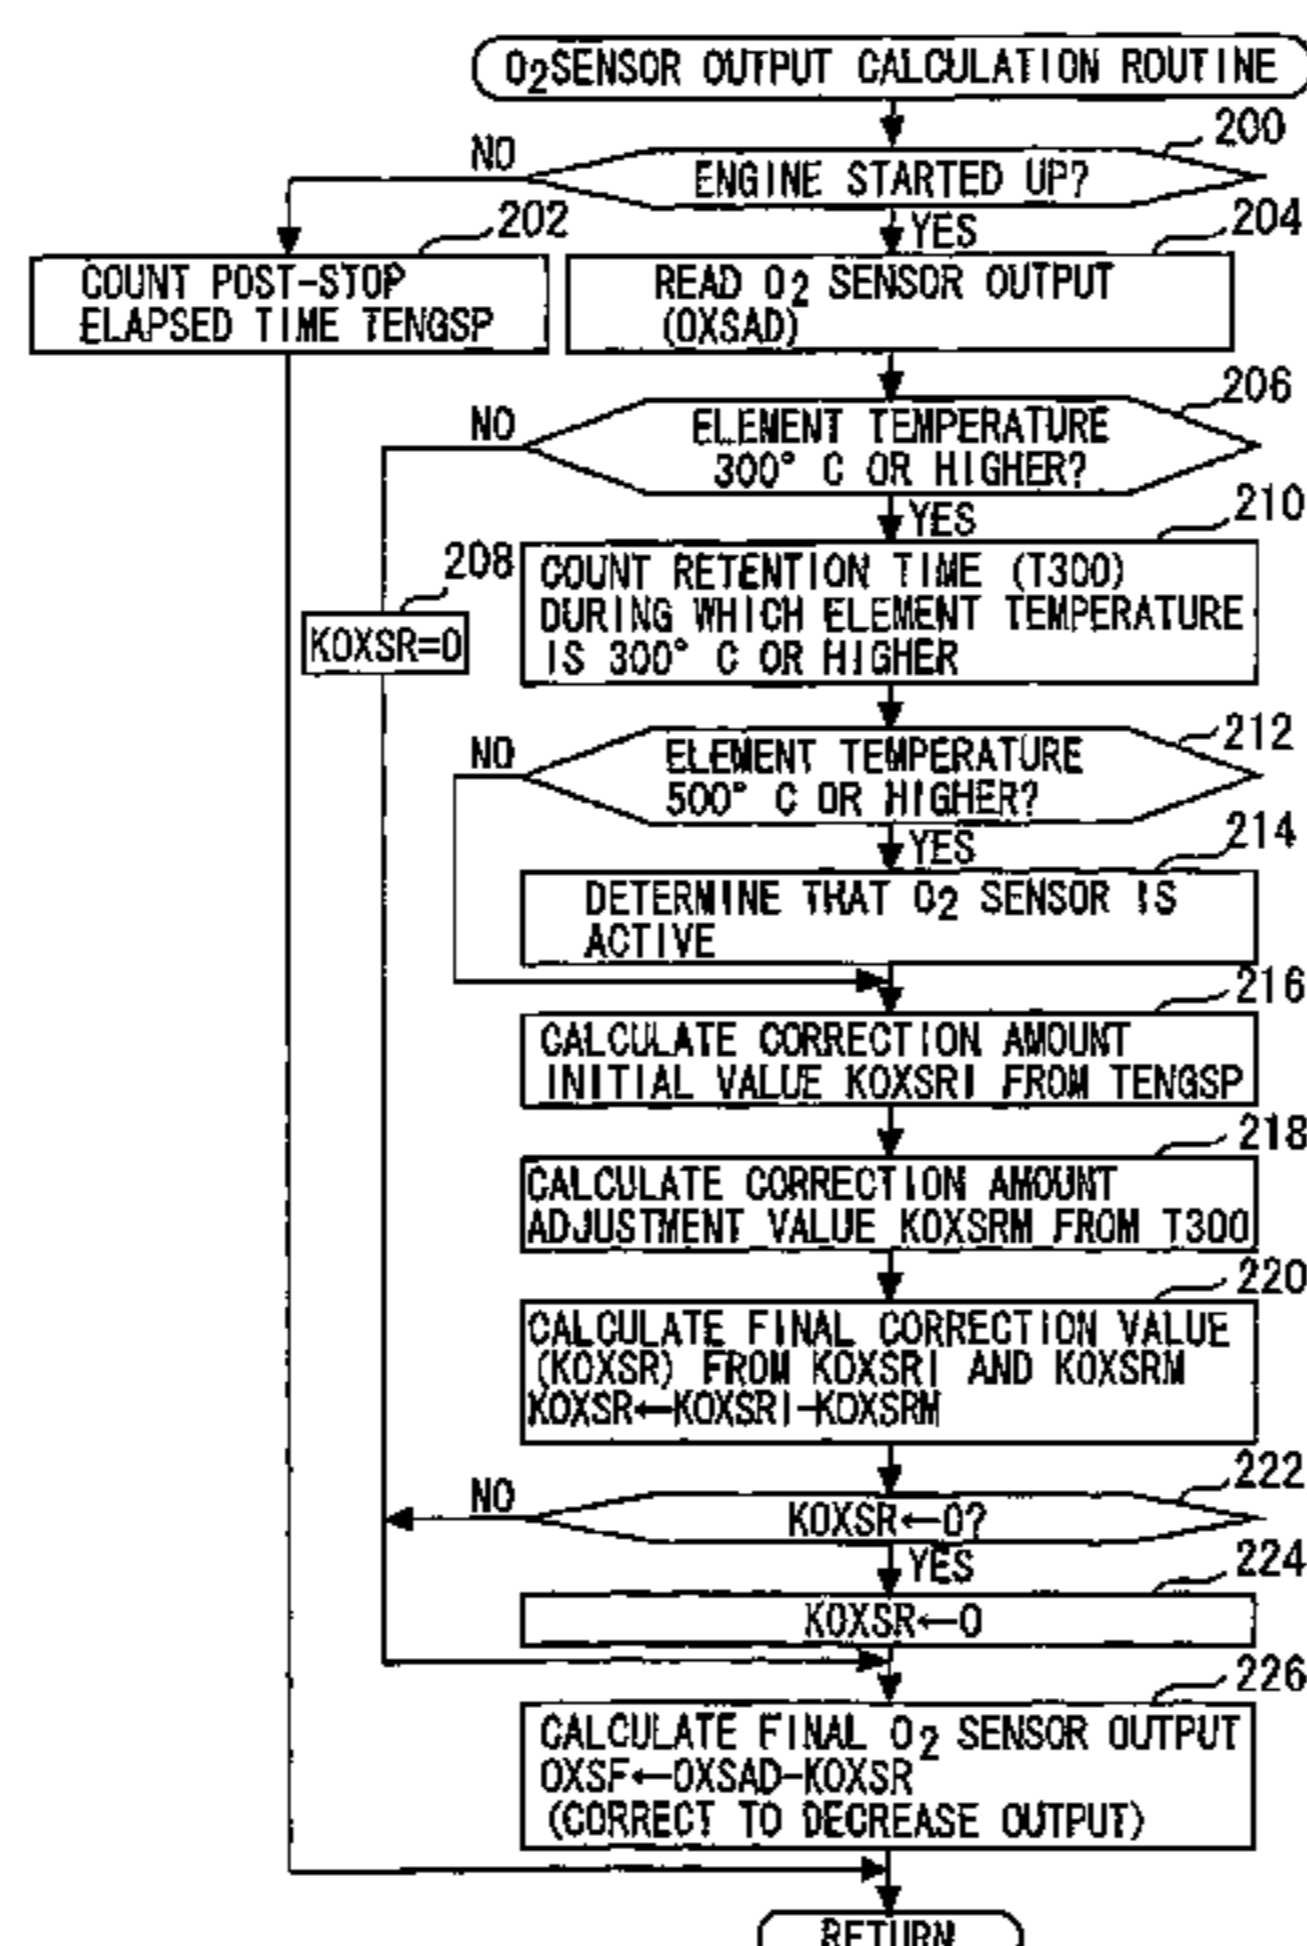 O2SENSOR OUTPUT CALCULATION ROUTINE
200
NO
ENGINE STARTED UP?
202
YES
204
COUNT POST-STOP
ELAPSED TIME TENGSP
READ O2 SENSOR OUTPUT
(OXSAD)
206
NO
ELEMENT TEMPERATURE
300° C OR HIGHER?
YES
210
208
COUNT RETENTION TIME (T300)
DURING WHICH ELEMENT TEMPERATURE
IS 300° C OR HIGHER
KOXSR=0
212
NO
ELEMENT TEMPERATURE
500° C OR HIGHER?
YES
214
DETERMINE THAT O2 SENSOR IS
ACTIVE
216
CALCULATE CORRECTION AMOUNT
INITIAL VALUE KOXSRI FROM TENGSP
218
CALCULATE CORRECTION AMOUNT
ADJUSTMENT VALUE KOXSRM FROM T300
220
CALCULATE FINAL CORRECTION VALUE
(KOXSR) FROM KOXSRI AND KOXSRM
KOXSR←KOXSRI-KOXSRM
222
NO
KOXSR←0?
YES
224
KOXSR←0
226
CALCULATE FINAL O2 SENSOR OUTPUT
OXSF←OXSAD-KOXSR
(CORRECT TO DECREASE OUTPUT)
RETURN